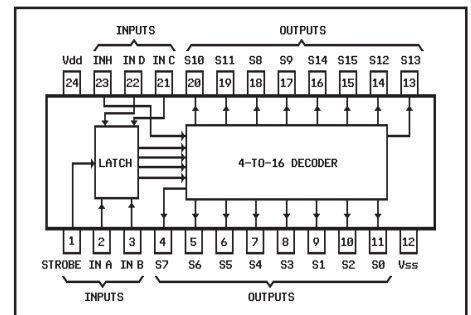 INPUTS OUTPUTS
Vdd INH IN D IN C S10 S11 S8 S9 S14 S15 S12 S13
24 23 22 21 20 19 18 17 16 15 14 13
LATCH 4-TO-16 DECODER
1 2 3 4 5 6 7 8 9 10 11 12
STROBE IN A IN B S7 S6 S5 S4 S3 S1 S2 S0 Vss
INPUTS OUTPUTS